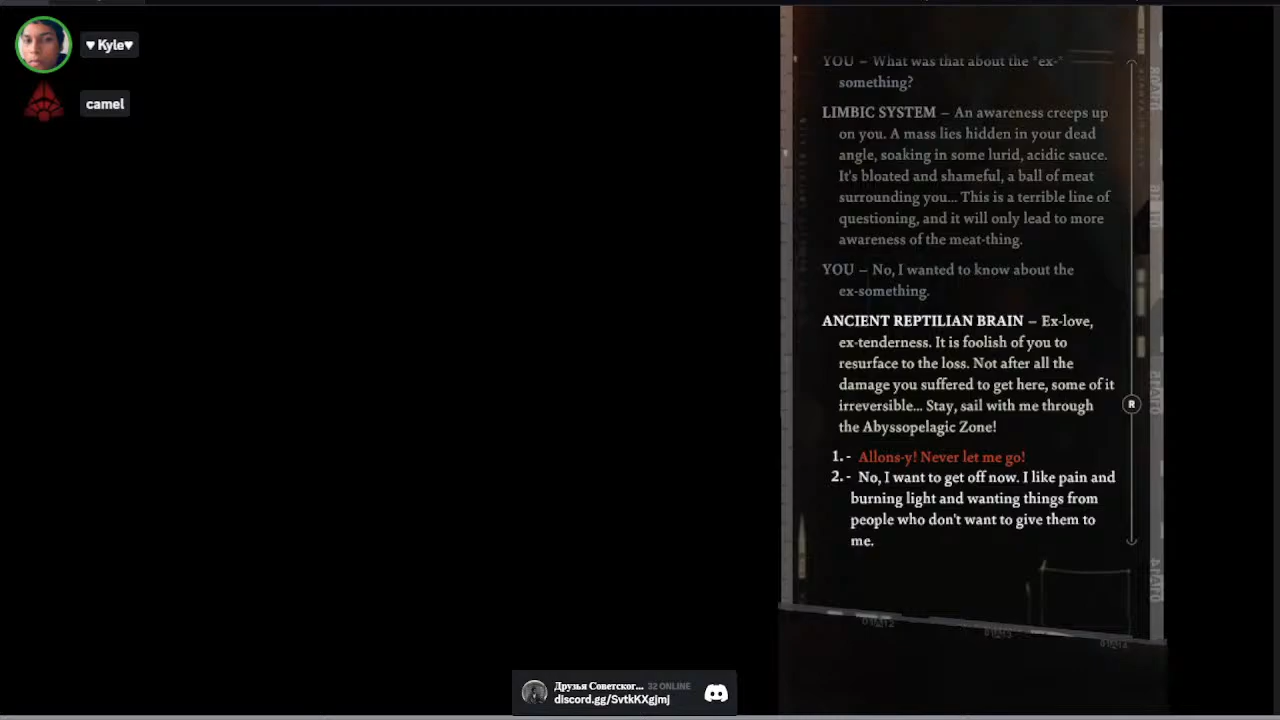 ♥ Kyle♥
camel
YOU – What was that about the "ex-"
something?
LIMBIC SYSTEM – An awareness creeps up
on you. A mass lies hidden in your dead
angle, soaking in some lurid, acidic sauce.
It's bloated and shameful, a ball of meat
surrounding you... This is a terrible line of
questioning, and it will only lead to more
awareness of the meat-thing.
YOU – No, I wanted to know about the
ex-something.
ANCIENT REPTILIAN BRAIN – Ex-love,
ex-tenderness. It is foolish of you to
resurface to the loss. Not after all the
damage you suffered to get here, some of it
irreversible... Stay, sail with me through
the Abyssopelagic Zone!
R
1. - Allons-y! Never let me go!
2. - No, I want to get off now. I like pain and
burning light and wanting things from
people who don't want to give them to
me.
Друзья Советског... 32 ONLINE
discord.gg/SvtkKXgjmj